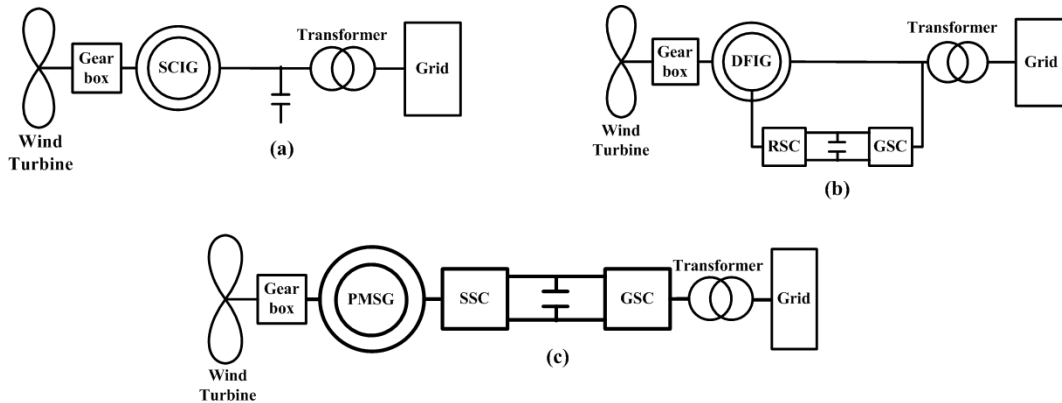 Wind
Turbine
Gear
box
SCIG
Transformer
Grid
(a)
Wind
Turbine
Gear
box
DFIG
RSC
GSC
Transformer
Grid
(b)
Wind
Turbine
Gear
box
PMSG
SSC
GSC
Transformer
Grid
(c)